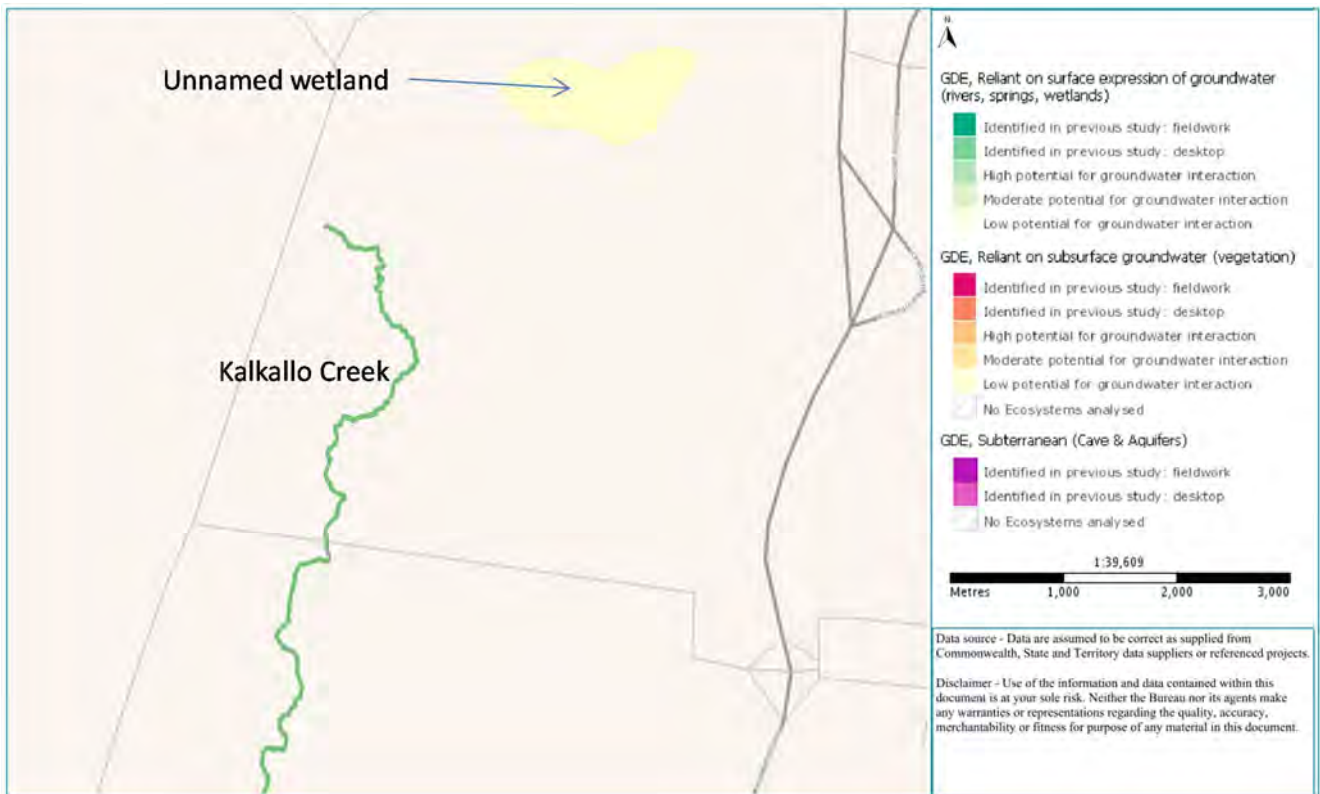 Unnamed wetland
Kalkallo Creek
N
GDE, Reliant on surface expression of groundwater
(rivers, springs, wetlands)
Identified in previous study: fieldwork
Identified in previous study: desktop
High potential for groundwater interaction
Moderate potential for groundwater interaction
Low potential for groundwater interaction
GDE, Reliant on subsurface groundwater (vegetation)
Identified in previous study: fieldwork
Identified in previous study: desktop
High potential for groundwater interaction
Moderate potential for groundwater interaction
Low potential for groundwater interaction
No Ecosystems analysed
GDE, Subterranean (Cave & Aquifers)
Identified in previous study: fieldwork
Identified in previous study: desktop
No Ecosystems analysed
1:39,609
Metres 1,000 2,000 3,000
Data source - Data are assumed to be correct as supplied from
Commonwealth, State and Territory data suppliers or referenced projects.
Disclaimer - Use of the information and data contained within this
document is at your sole risk. Neither the Bureau nor its agents make
any warranties or representations regarding the quality, accuracy,
merchantability or fitness for purpose of any material in this document.